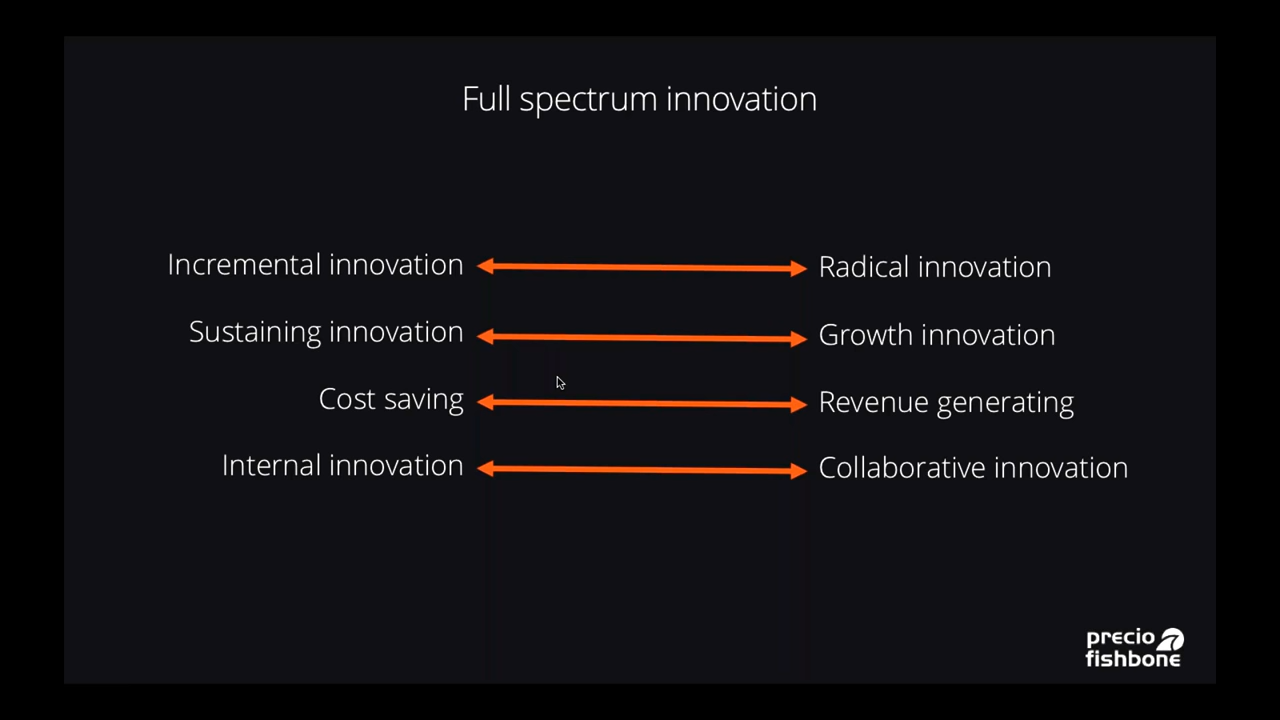 Full spectrum innovation
Incremental innovation Radical innovation
Sustaining innovation Growth innovation
Cost saving Revenue generating
Internal innovation Collaborative innovation
precio
fishbone